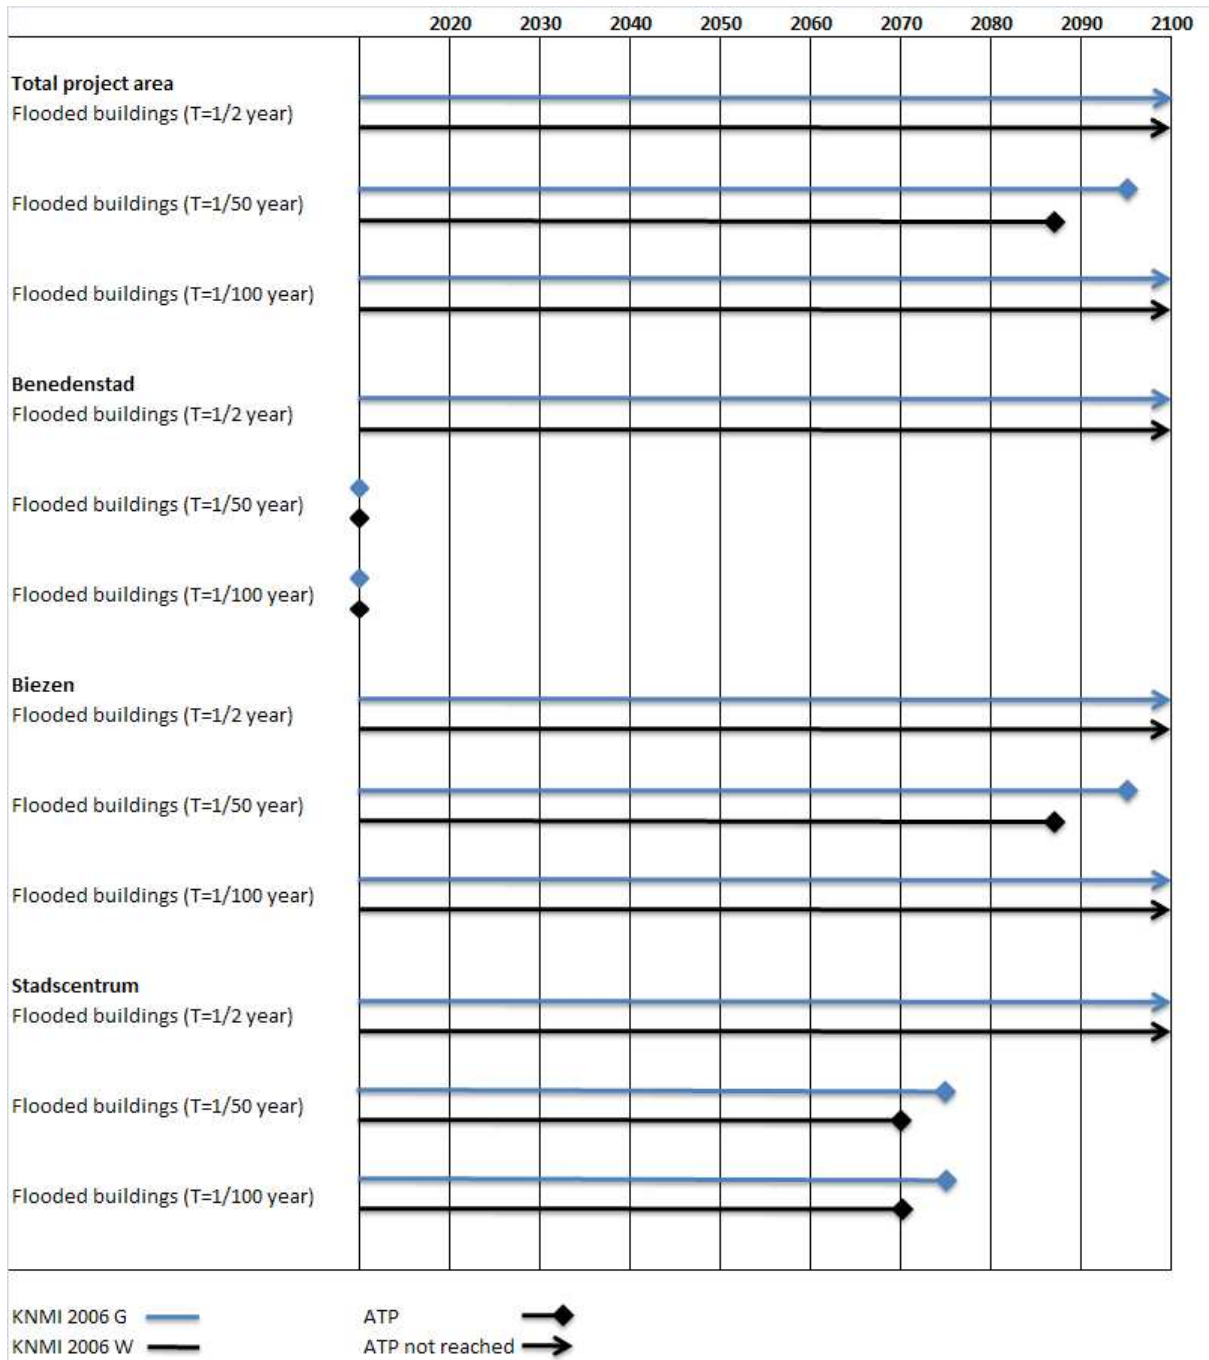 2020 2030 2040 2050 2060 2070 2080 2090 2100
Total project area
Flooded buildings (T=1/2 year)
Flooded buildings (T=1/50 year)
Flooded buildings (T=1/100 year)
Benedenstad
Flooded buildings (T=1/2 year)
Flooded buildings (T=1/50 year)
Flooded buildings (T=1/100 year)
Biezen
Flooded buildings (T=1/2 year)
Flooded buildings (T=1/50 year)
Flooded buildings (T=1/100 year)
Stadscentrum
Flooded buildings (T=1/2 year)
Flooded buildings (T=1/50 year)
Flooded buildings (T=1/100 year)
KNMI 2006 G ATP
KNMI 2006 W ATP not reached